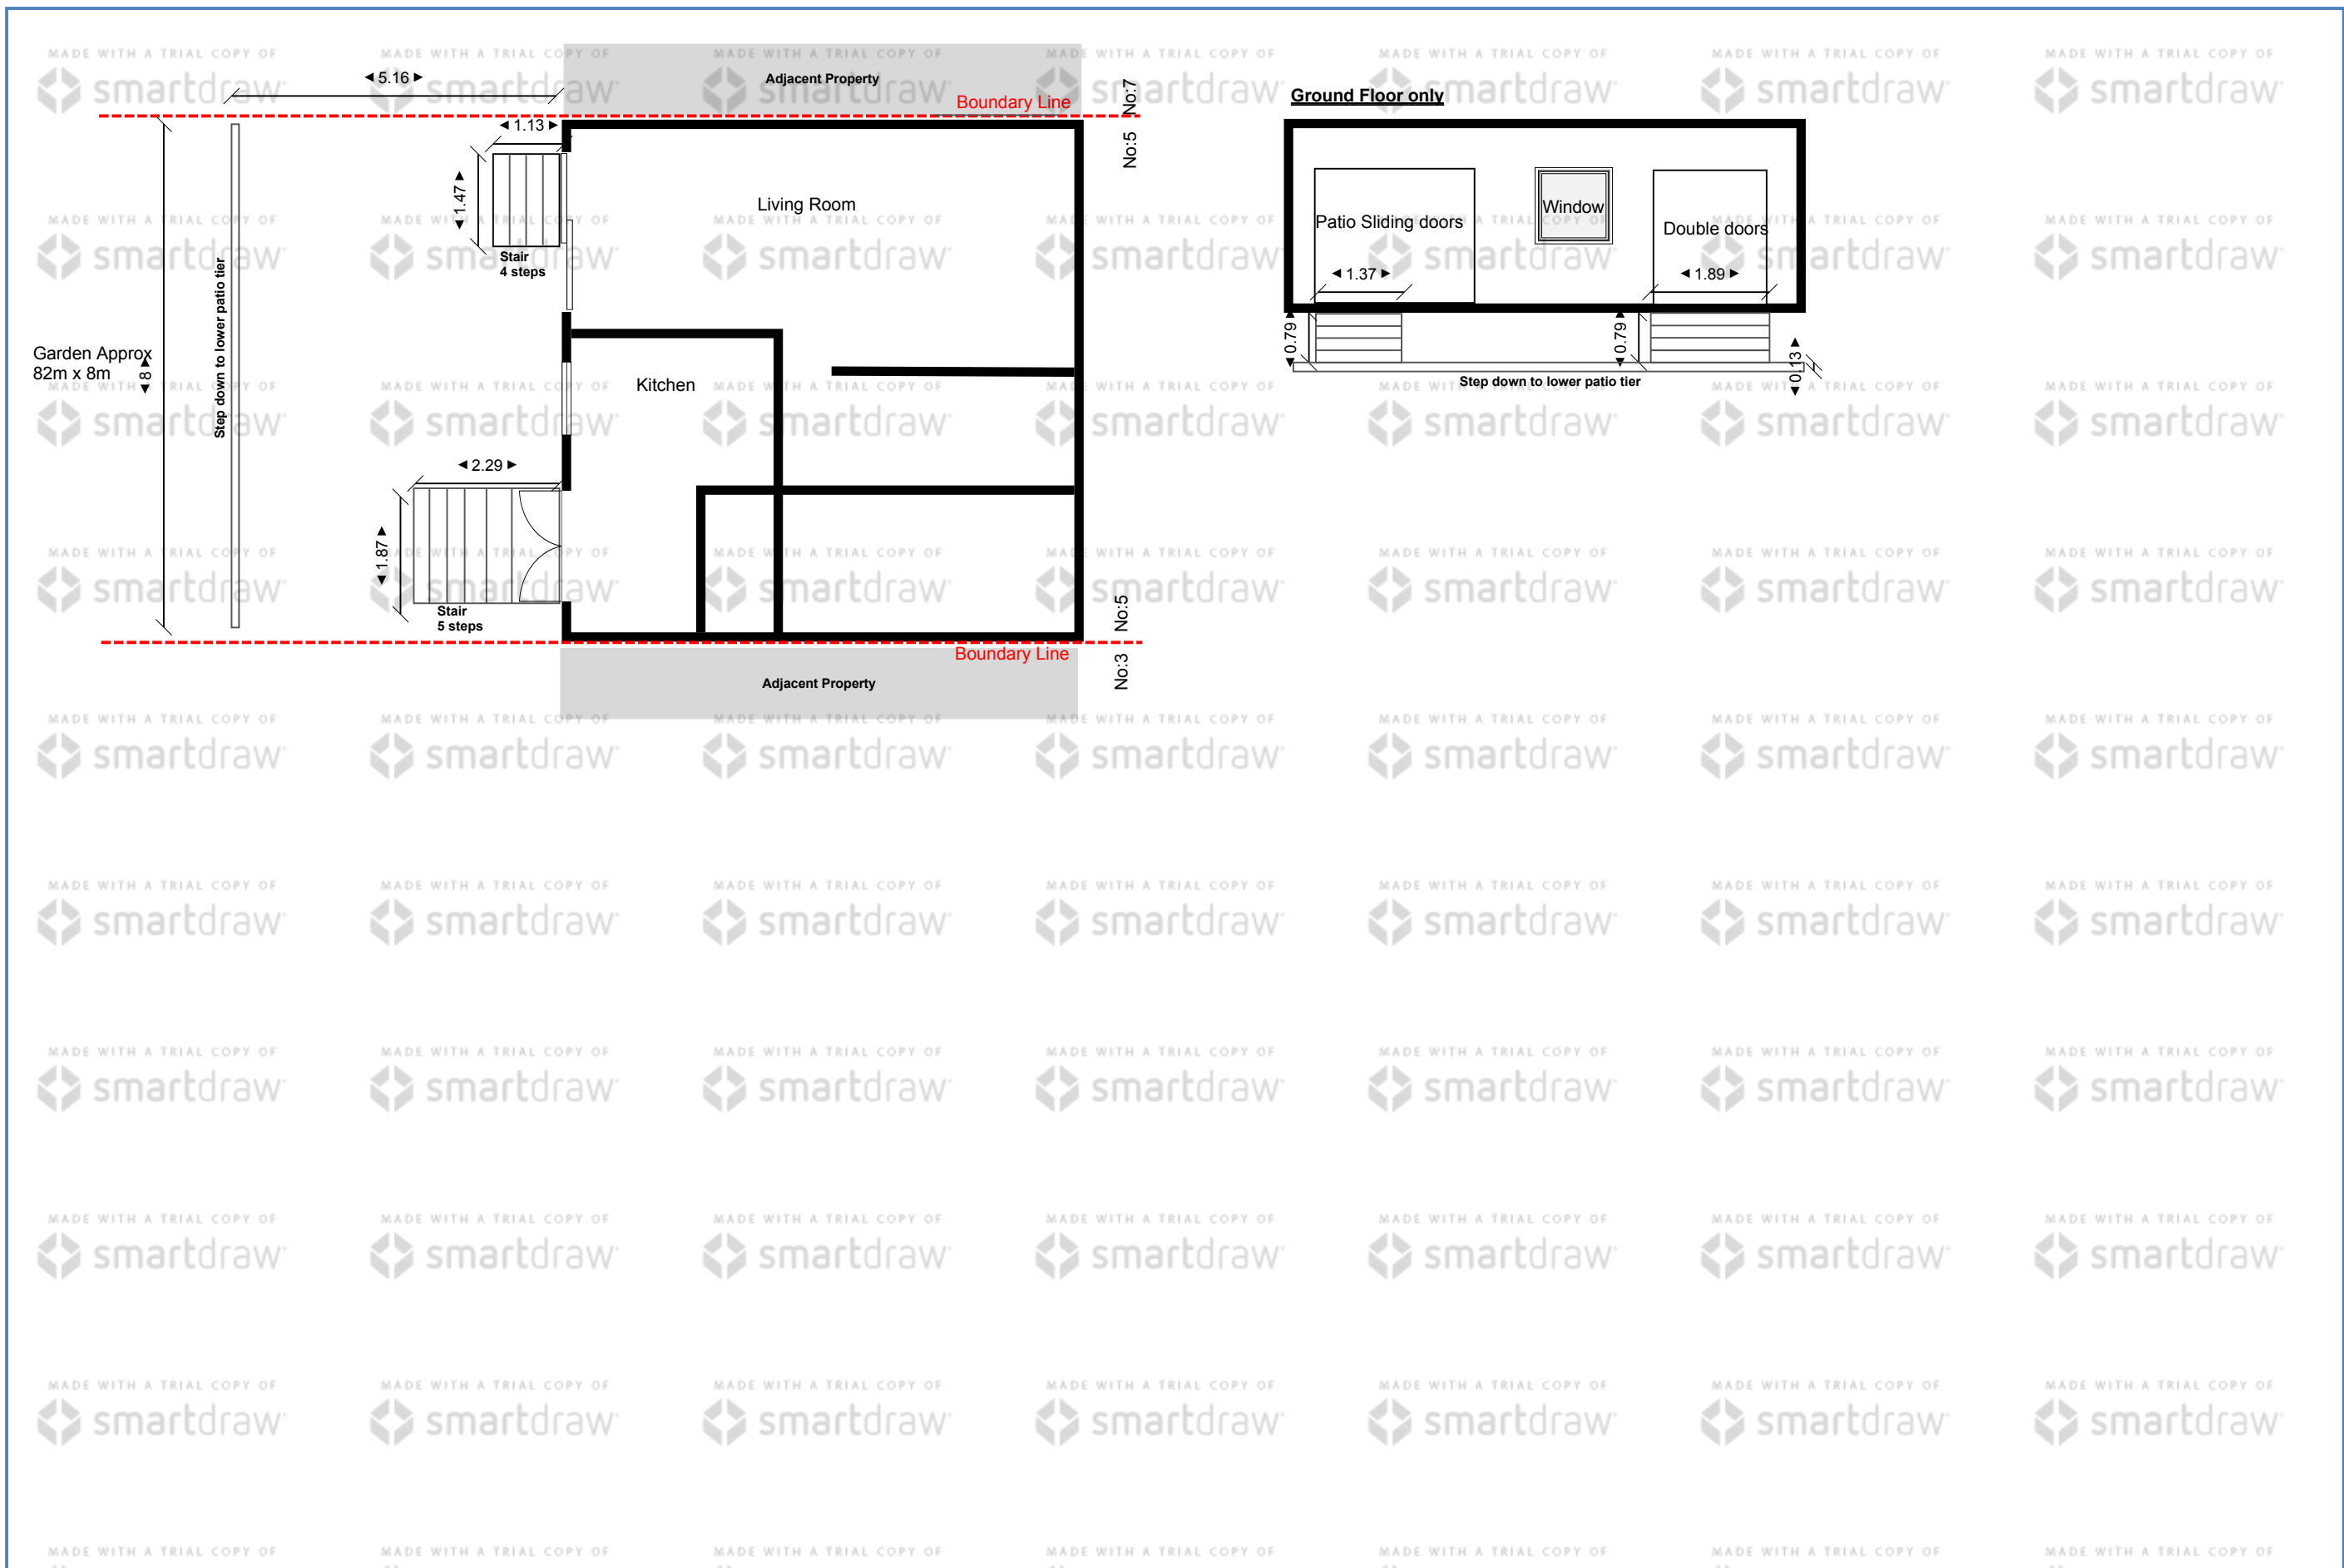 Adjacent Property
5.16
Boundary Line
No:7
Ground Floor only
1.13
No:5
1.47
Living Room
Stair
4 steps
Patio Sliding doors
Window
Double doors
1.37
1.89
0.79
0.79
0.13
Step down to lower patio tier
Garden Approx
82m x 8m
8
Step down to lower patio tier
Kitchen
2.29
1.87
Stair
5 steps
No:5
Boundary Line
No:3
Adjacent Property
MADE WITH A TRIAL COPY OF
smartdraw